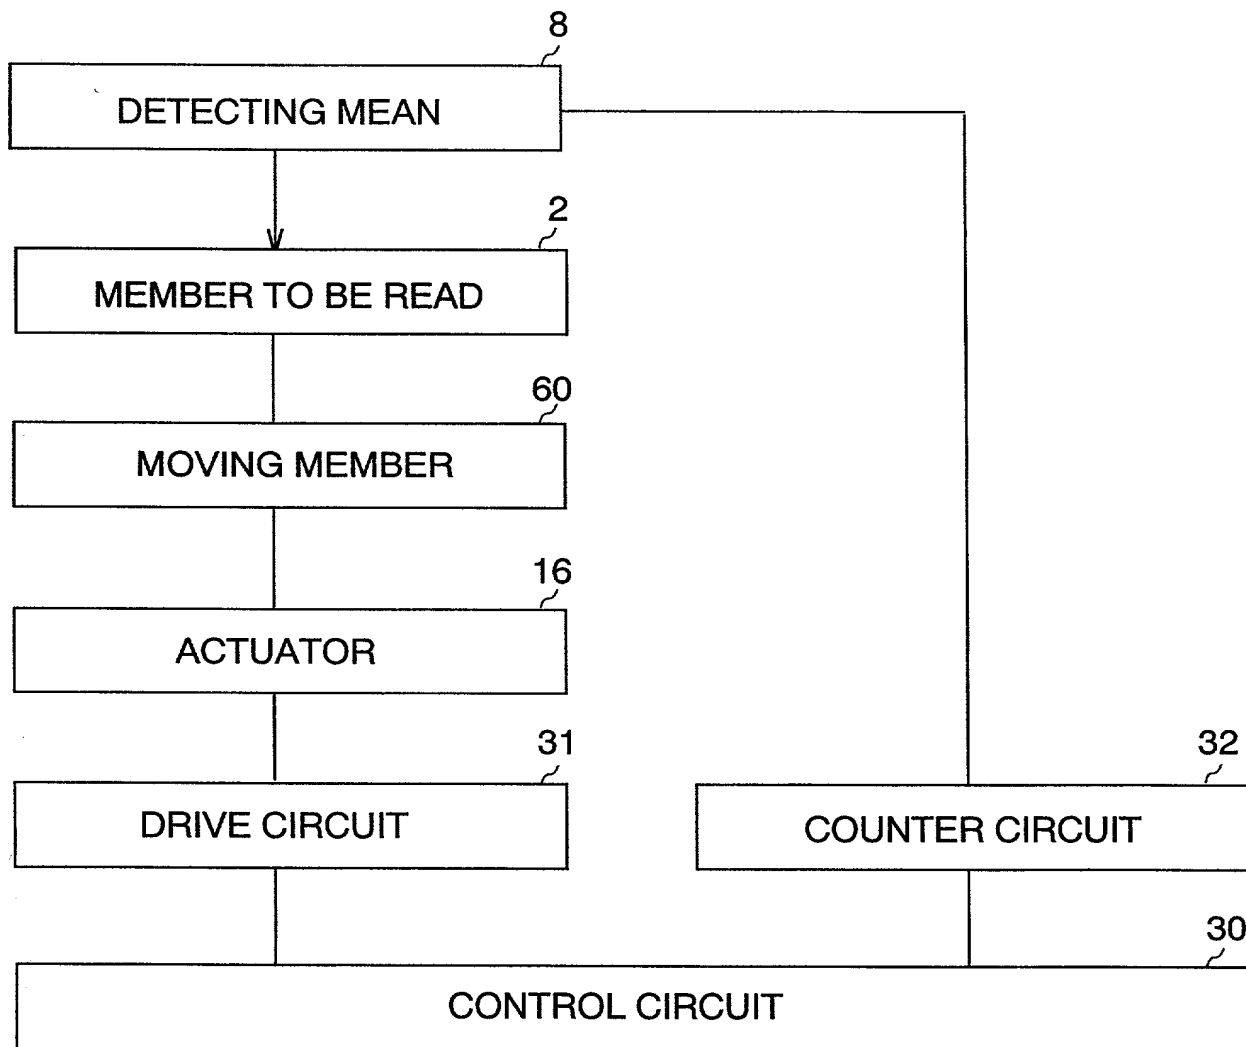 8
DETECTING MEAN
2
MEMBER TO BE READ
60
MOVING MEMBER
16
ACTUATOR
31
DRIVE CIRCUIT
32
COUNTER CIRCUIT
30
CONTROL CIRCUIT